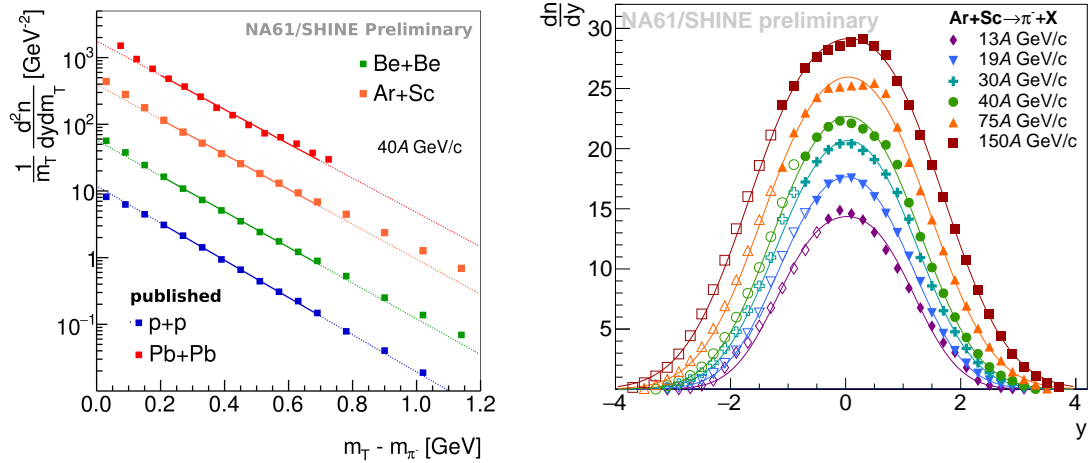 NA61/SHINE Preliminary
1/m_T d²n/dydm_T [GeV⁻²]
10³
10²
10
1
10⁻¹
Be+Be
Ar+Sc
40A GeV/c
published
p+p
Pb+Pb
0.0 0.2 0.4 0.6 0.8 1.0 1.2
m_T - m_π⁻ [GeV]
NA61/SHINE preliminary
dn/dy
30
25
20
15
10
5
Ar+Sc→π⁻+X
13A GeV/c
19A GeV/c
30A GeV/c
40A GeV/c
75A GeV/c
150A GeV/c
−4 −2 0 2 4
y